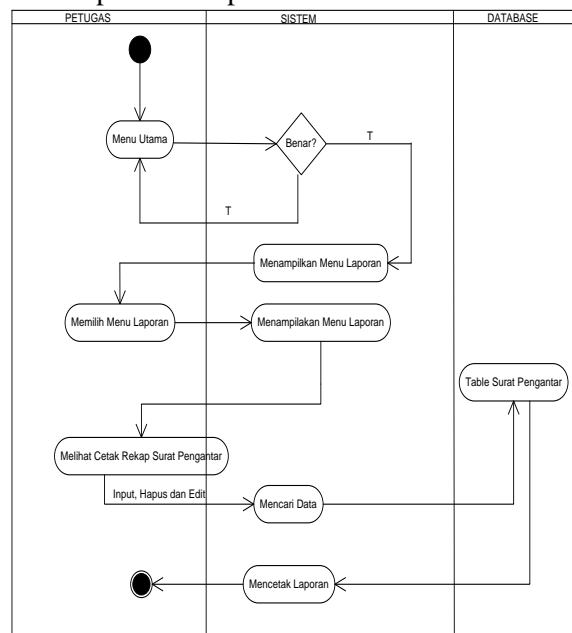 PETUGAS
SISTEM
DATABASE
Menu Utama
Benar?
T
T
Menampilkan Menu Laporan
Memilih Menu Laporan
Menampilakan Menu Laporan
Table Surat Pengantar
Melihat Cetak Rekap Surat Pengantar
Input, Hapus dan Edit
Mencari Data
Mencetak Laporan